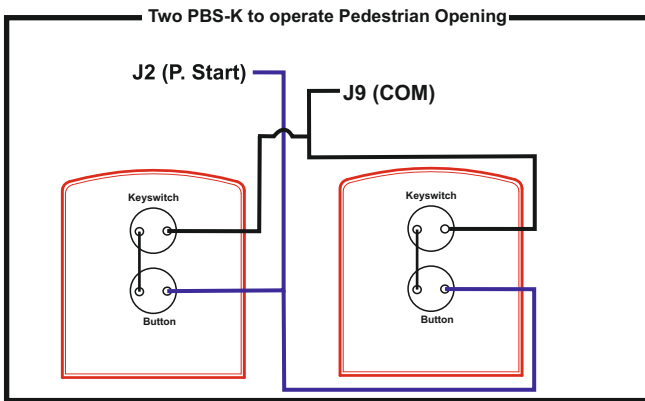 Two PBS-K to operate Pedestrian Opening
J2 (P. Start)
J9 (COM)
Keyswitch
Button
Keyswitch
Button